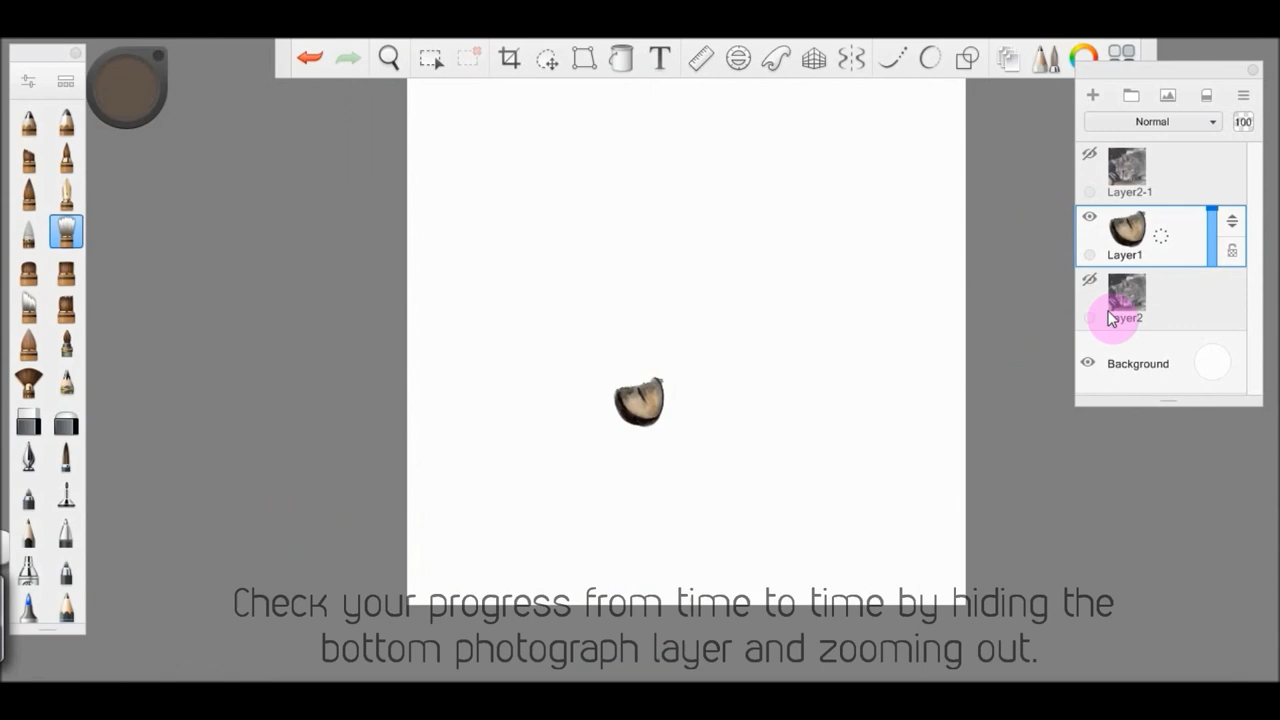 T
Normal
100
Layer2-1
Layer1
Layer2
Background
Check your progress from time to time by hiding the
bottom photograph layer and zooming out.